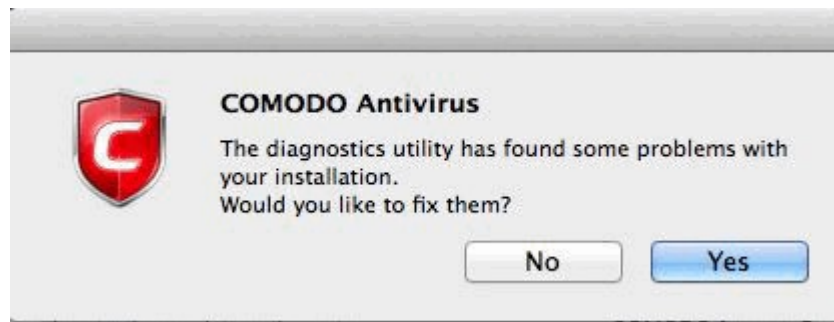 COMODO Antivirus
The diagnostics utility has found some problems with
your installation.
Would you like to fix them?
No
Yes